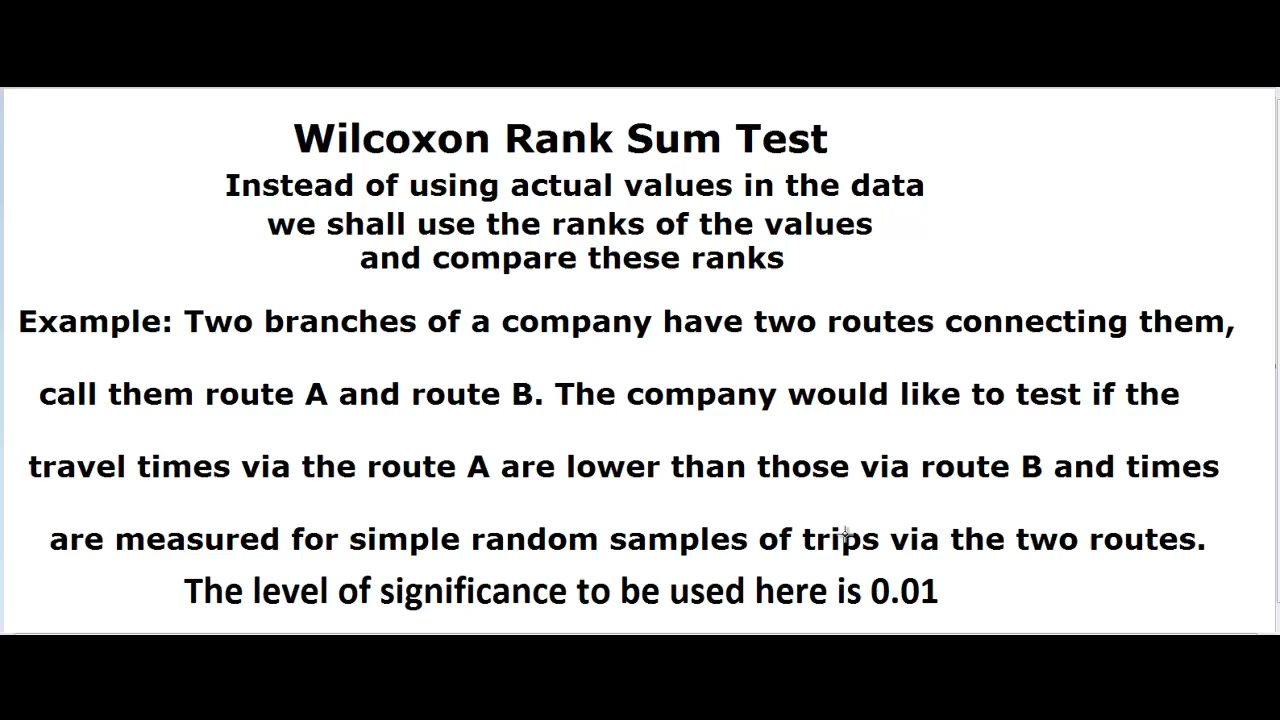 Wilcoxon Rank Sum Test
Instead of using actual values in the data
we shall use the ranks of the values
and compare these ranks
Example: Two branches of a company have two routes connecting them,
call them route A and route B. The company would like to test if the
travel times via the route A are lower than those via route B and times
are measured for simple random samples of trips via the two routes.
The level of significance to be used here is 0.01